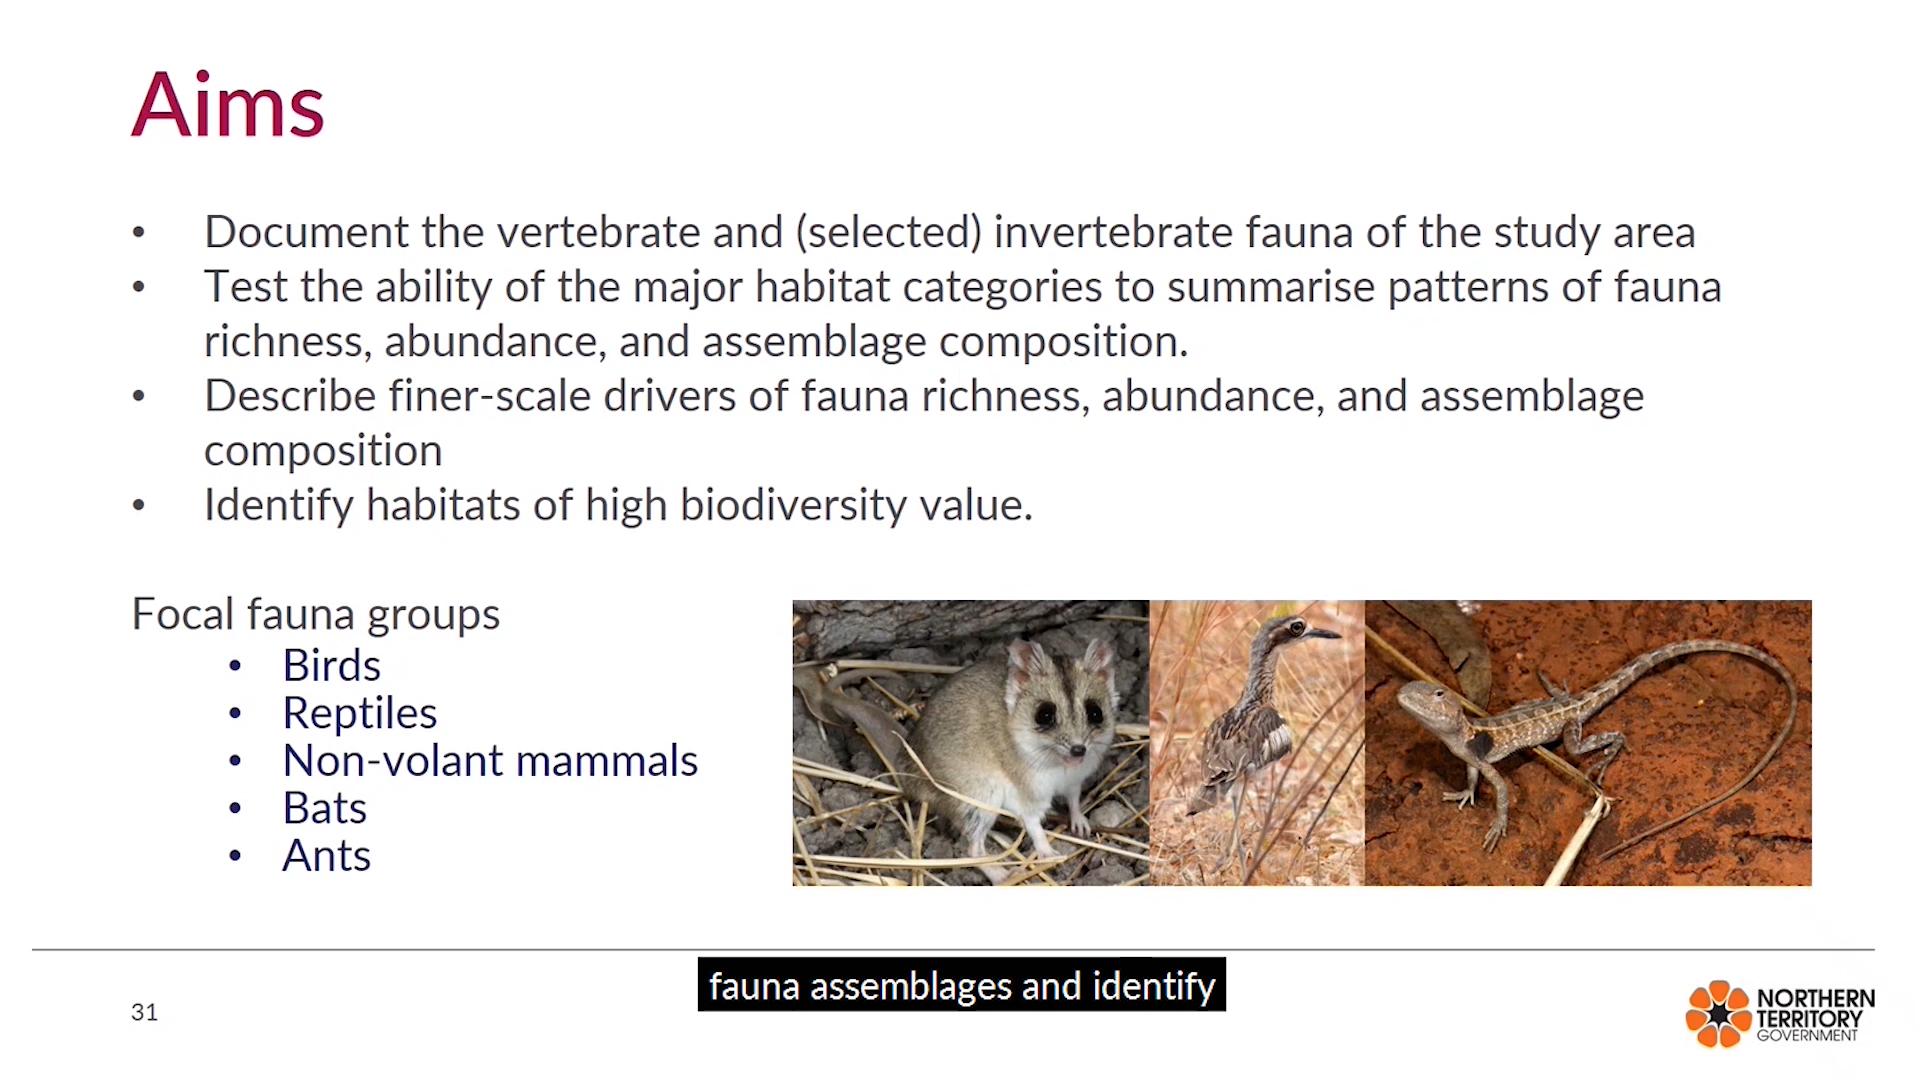 Aims
• Document the vertebrate and (selected) invertebrate fauna of the study area
• Test the ability of the major habitat categories to summarise patterns of fauna
richness, abundance, and assemblage composition.
• Describe finer-scale drivers of fauna richness, abundance, and assemblage
composition
• Identify habitats of high biodiversity value.
Focal fauna groups
• Birds
• Reptiles
• Non-volant mammals
• Bats
• Ants
fauna assemblages and identify
31
NORTHERN
TERRITORY
GOVERNMENT